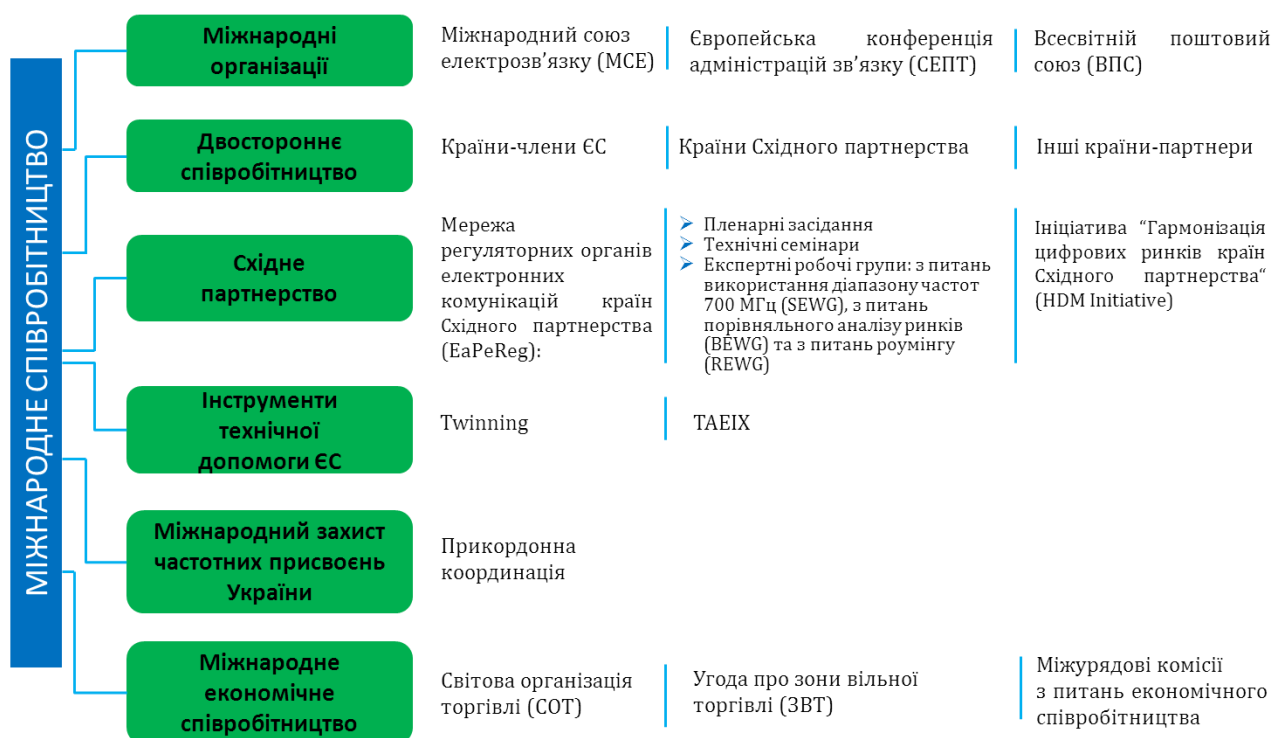 МІЖНАРОДНЕ СПІВРОБІТНИЦТВО
Міжнародні
організації
Міжнародний союз
електрозв’язку (МСЕ)
Європейська конференція
адміністрацій зв’язку (СЕПТ)
Всесвітній поштовий
союз (ВПС)
Двостороннє
співробітництво
Країни-члени ЄС
Країни Східного партнерства
Інші країни-партнери
Східне
партнерство
Мережа
регуляторних органів
електронних
комунікацій країн
Східного партнерства
(EaPeReg):
Пленарні засідання
Технічні семінари
Експертні робочі групи: з питань
використання діапазону частот
700 МГц (SEWG), з питань
порівняльного аналізу ринків
(BEWG) та з питань роумінгу
(REWG)
Ініціатива “Гармонізація
цифрових ринків країн
Східного партнерства“
(HDM Initiative)
Інструменти
технічної
допомоги ЄС
Twinning
TAEIX
Міжнародний захист
частотних присвоєнь
України
Прикордонна
координація
Міжнародне
економічне
співробітництво
Світова організація
торгівлі (СОТ)
Угода про зони вільної
торгівлі (ЗВТ)
Міжурядові комісії
з питань економічного
співробітництва